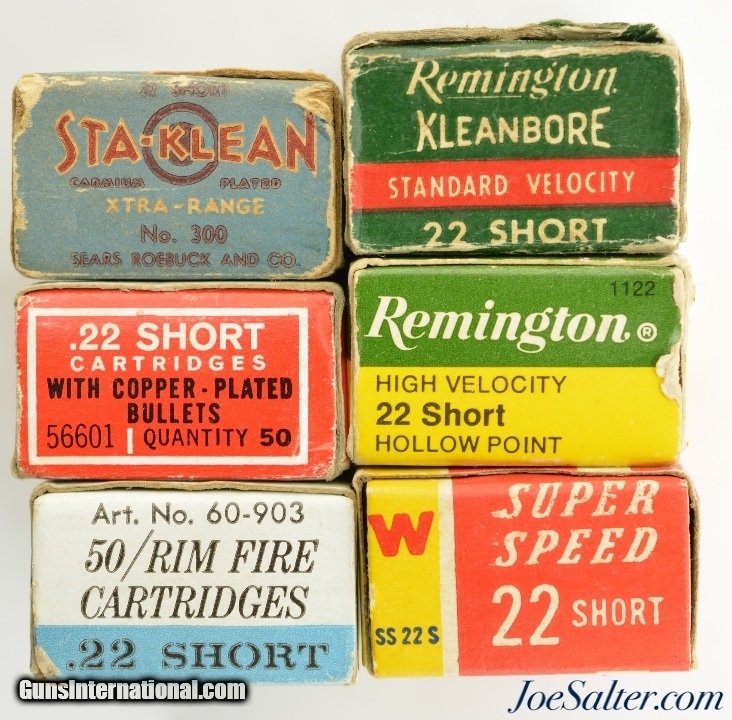 22 SHORT
STA-KLEAN
CADMIUM PLATED
XTRA-RANGE
No. 300
SEARS ROEBUCK AND CO.
Remington
KLEANBORE
STANDARD VELOCITY
22 SHORT
.22 SHORT
CARTRIDGES
WITH COPPER-PLATED
BULLETS
56601 QUANTITY 50
1122
Remington®
HIGH VELOCITY
22 Short
HOLLOW POINT
Art. No. 60-903
50/RIM FIRE
CARTRIDGES
.22 SHORT
W
SS 22 S
SUPER
SPEED
22 SHORT
GunsInternational.com
JoeSalter.com